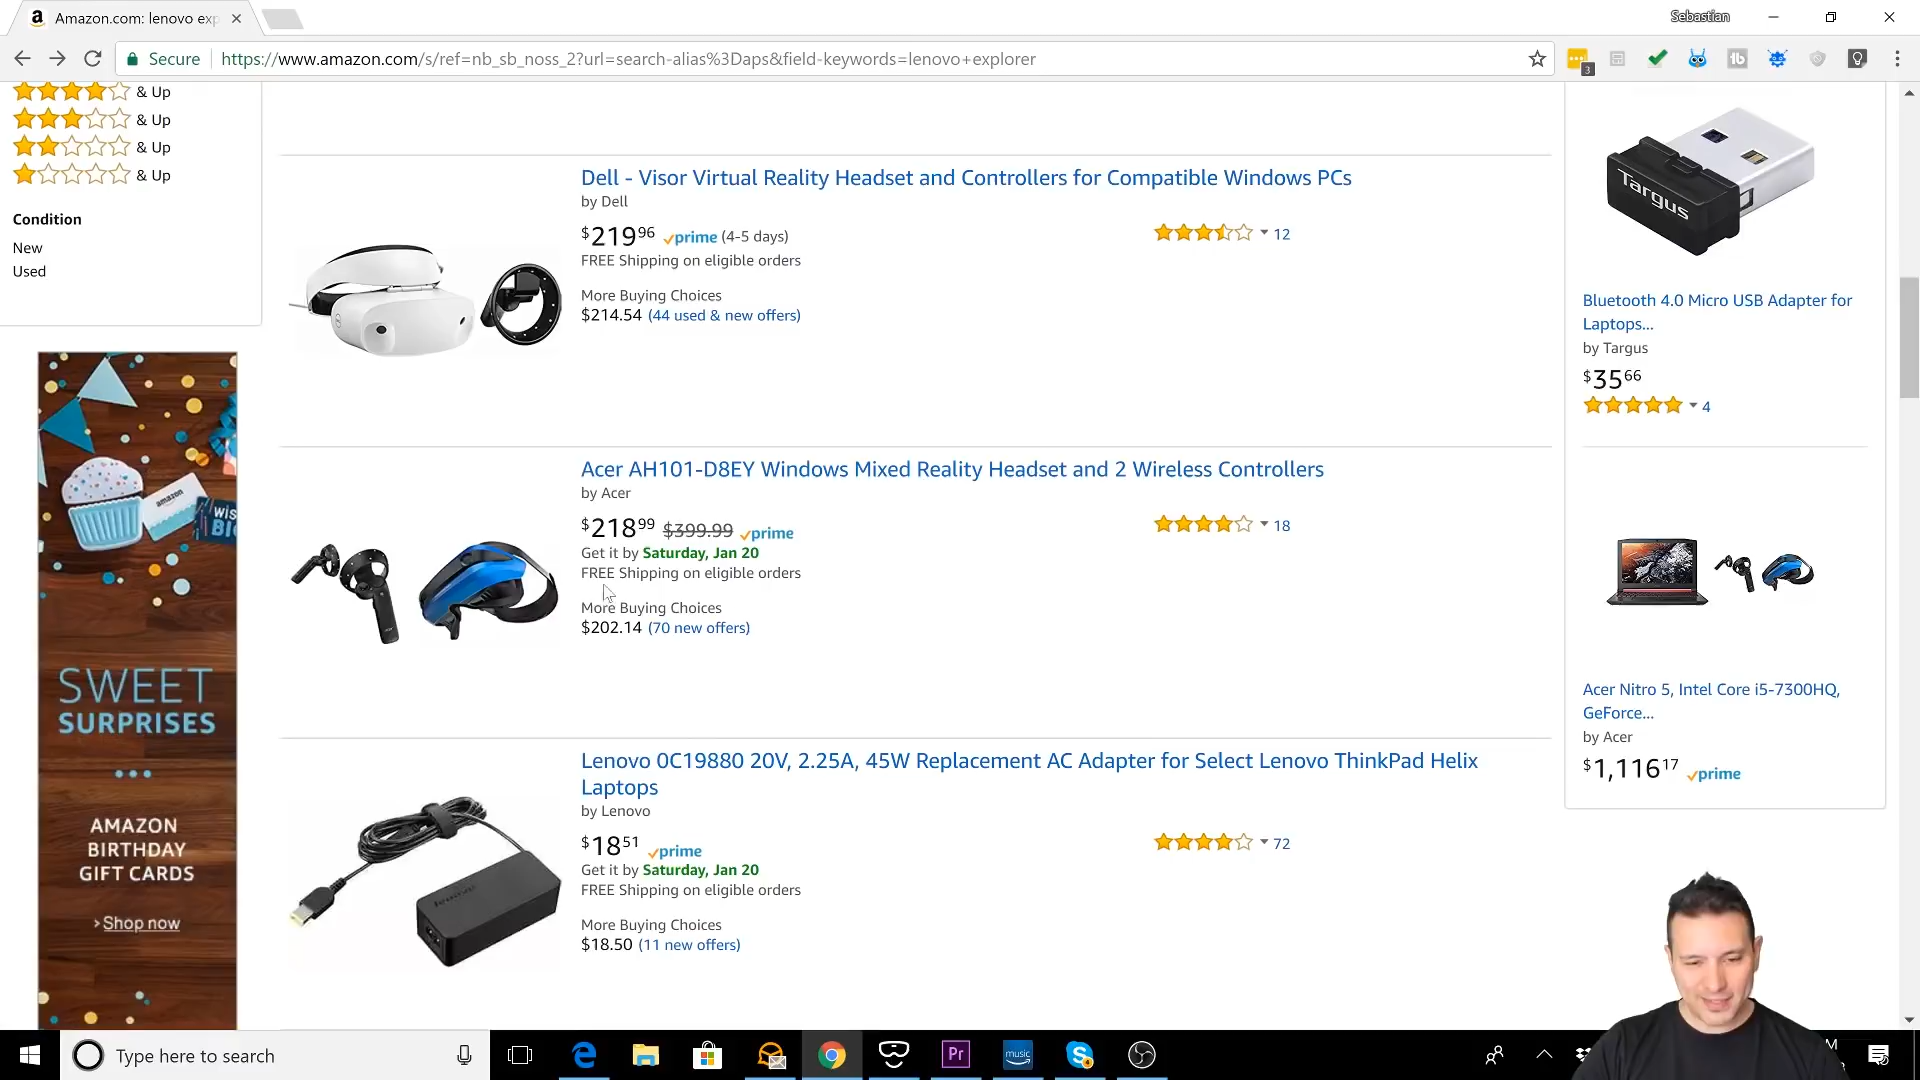 Amazon.com: lenovo exp
Sebastian
Secure
https://www.amazon.com/s/ref=nb_sb_noss_2?url=search-alias%3Daps&field-keywords=lenovo+explorer
3
& Up
& Up
& Up
& Up
Condition
New
Used
amazon
SWEET
SURPRISES
AMAZON
BIRTHDAY
GIFT CARDS
Shop now
Dell - Visor Virtual Reality Headset and Controllers for Compatible Windows PCs
by Dell
$219 96 prime (4-5 days)
12
FREE Shipping on eligible orders
More Buying Choices
$214.54 (44 used & new offers)
Acer AH101-D8EY Windows Mixed Reality Headset and 2 Wireless Controllers
by Acer
$218 99 $399.99 prime
18
Get it by Saturday, Jan 20
FREE Shipping on eligible orders
More Buying Choices
$202.14 (70 new offers)
Lenovo 0C19880 20V, 2.25A, 45W Replacement AC Adapter for Select Lenovo ThinkPad Helix
Laptops
by Lenovo
$18 51 prime
72
Get it by Saturday, Jan 20
FREE Shipping on eligible orders
More Buying Choices
$18.50 (11 new offers)
Targus
Bluetooth 4.0 Micro USB Adapter for
Laptops...
by Targus
$35 66
4
Acer Nitro 5, Intel Core i5-7300HQ,
GeForce...
by Acer
$1,116 17 prime
Type here to search
Pr
music
4